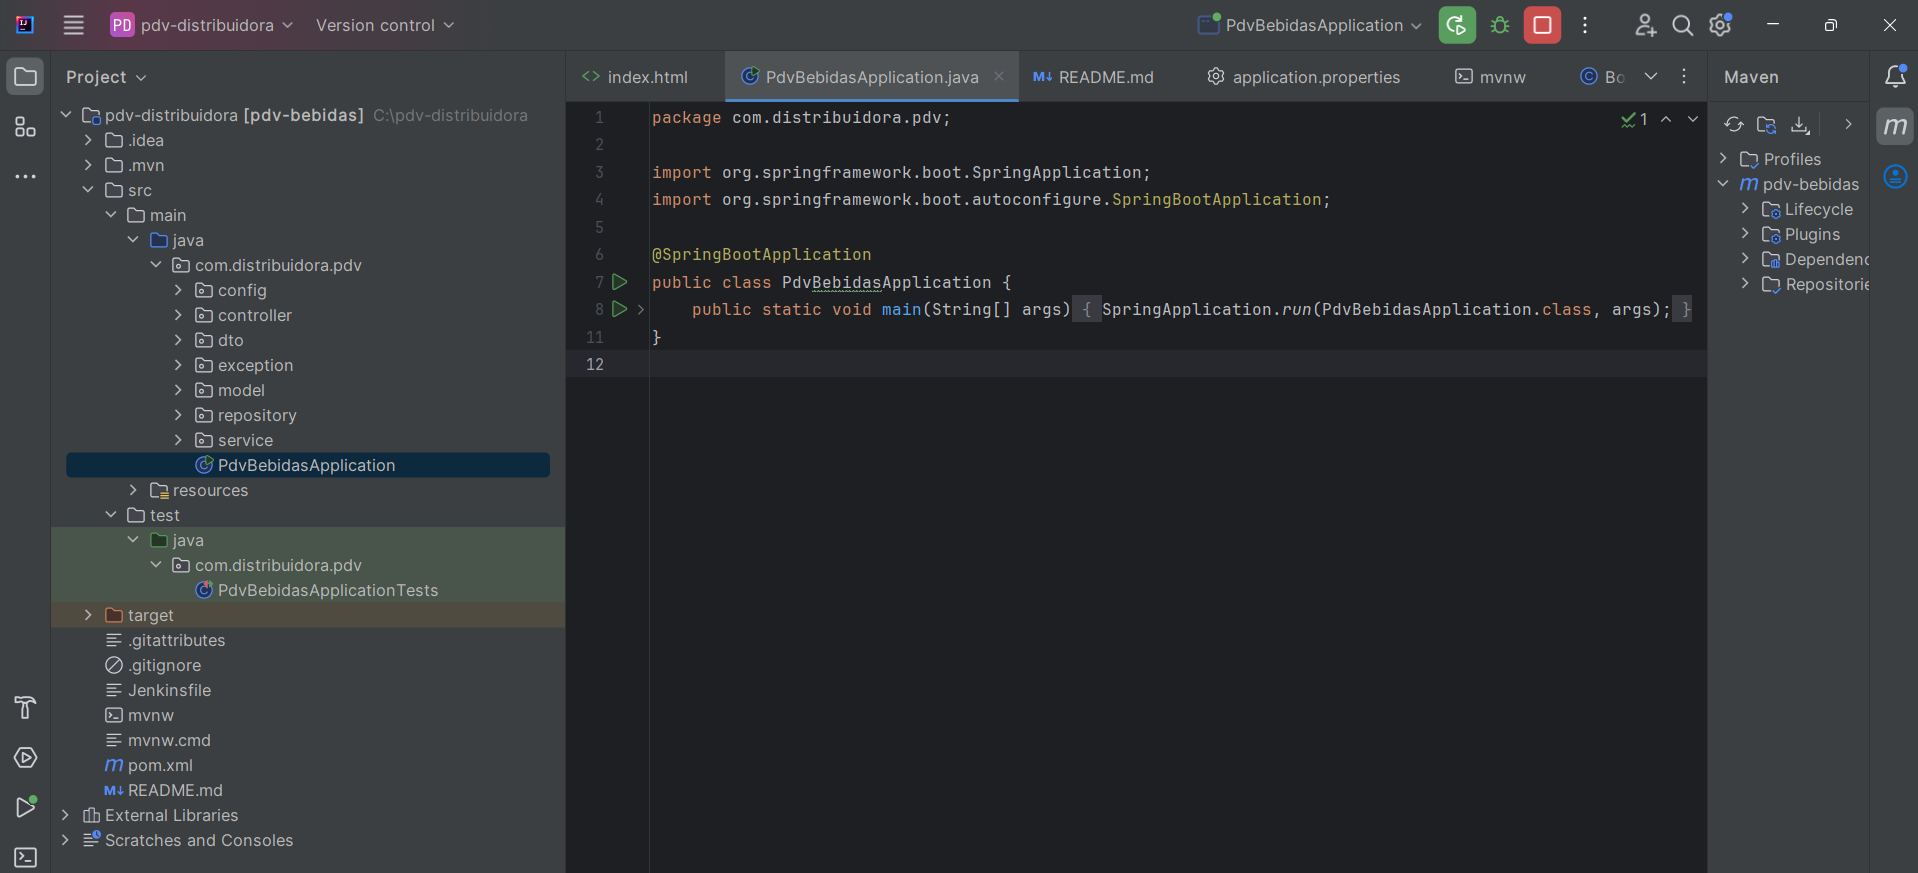 PD pdv-distribuidora Version control PdvBebidasApplication
Project
pdv-distribuidora [pdv-bebidas] C:\pdv-distribuidora
.idea
.mvn
src
main
java
com.distribuidora.pdv
config
controller
dto
exception
model
repository
service
PdvBebidasApplication
resources
test
java
com.distribuidora.pdv
PdvBebidasApplicationTests
target
.gitattributes
.gitignore
Jenkinsfile
mvnw
mvnw.cmd
m pom.xml
M↓ README.md
External Libraries
Scratches and Consoles
index.html PdvBebidasApplication.java M↓ README.md application.properties mvnw Bo
1 package com.distribuidora.pdv;
2
3 import org.springframework.boot.SpringApplication;
4 import org.springframework.boot.autoconfigure.SpringBootApplication;
5
6 @SpringBootApplication
7 public class PdvBebidasApplication {
8 public static void main(String[] args) { SpringApplication.run(PdvBebidasApplication.class, args); }
11 }
12
1
Maven
Profiles
m pdv-bebidas
Lifecycle
Plugins
Dependenc
Repositorie
m